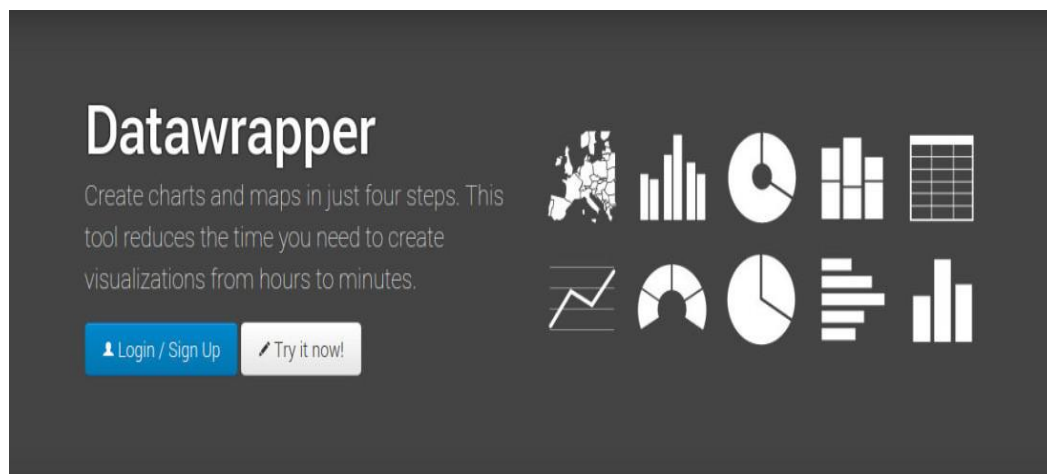 Datawrapper
Create charts and maps in just four steps. This
tool reduces the time you need to create
visualizations from hours to minutes.
Login / Sign Up
Try it now!